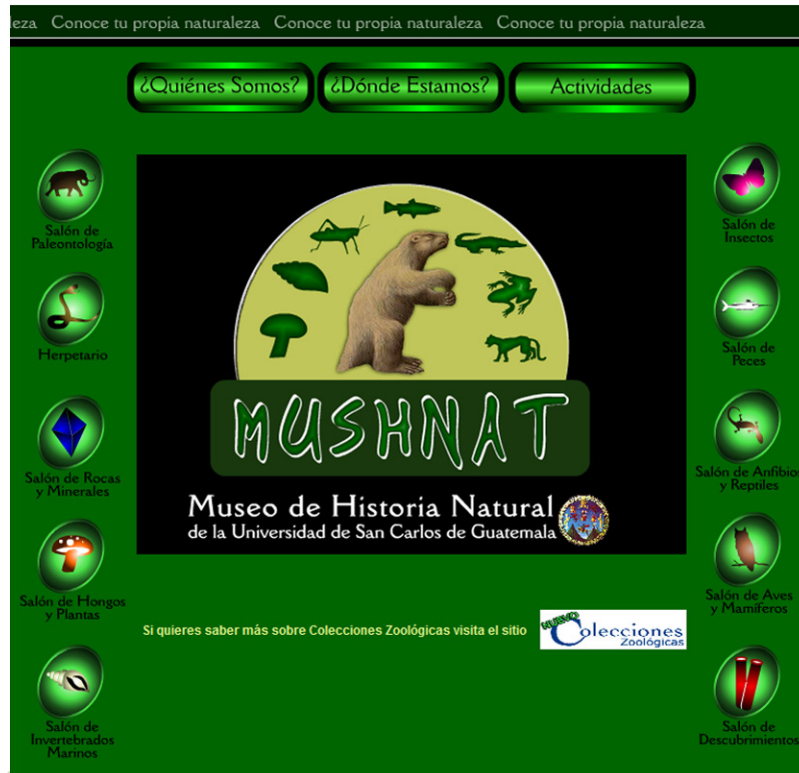 eza Conoce tu propia naturaleza Conoce tu propia naturaleza Conoce tu propia naturaleza
¿Quiénes Somos?
¿Dónde Estamos?
Actividades
Salón de
Paleontología
Herpetario
Salón de Rocas
y Minerales
Salón de Hongos
y Plantas
Salón de
Invertebrados
Marinos
MUSHNAT
Museo de Historia Natural
de la Universidad de San Carlos de Guatemala
Si quieres saber más sobre Colecciones Zoológicas visita el sitio
NUEVO
Colecciones
Zoológicas
Salón de
Insectos
Salón de
Peces
Salón de Anfibios
y Reptiles
Salón de Aves
y Mamíferos
Salón de
Descubrimientos